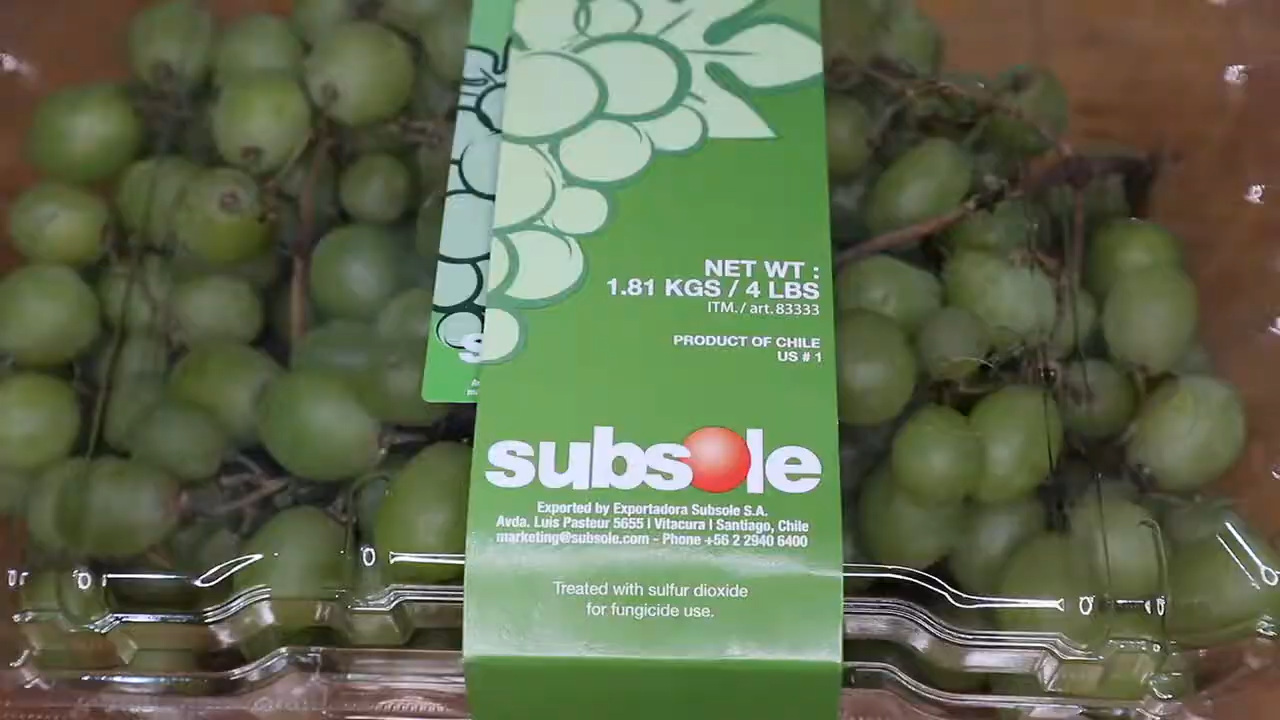 NET WT :
1.81 KGS / 4 LBS
ITM. / art. 83333
PRODUCT OF CHILE
US # 1
subsole
Exported by Exportadora Subsole S.A.
Avda. Luis Pasteur 5655 I Vitacura I Santiago, Chile
marketing@subsole.com - Phone +56 2 2940 6400
Treated with sulfur dioxide
for fungicide use.